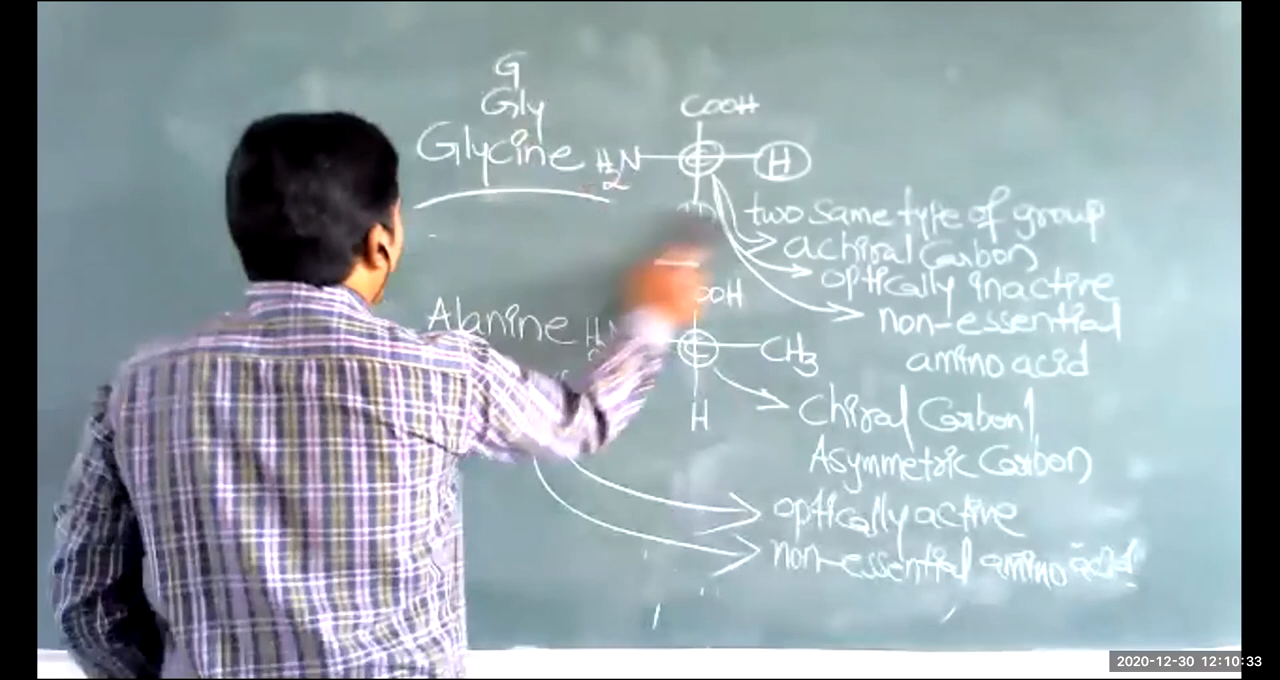 G
Gly
COOH
Glycine H2N C H
two same type of group
achiral Carbon
optically inactive
non-essential
amino acid
OOH
Alanine H C CH3
H
Chiral Carbon/
Asymmetric Carbon
optically active
non-essential amino acid
2020-12-30 12:10:33